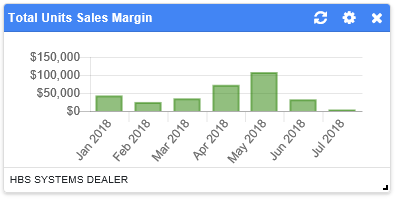 Total Units Sales Margin
$150,000
$100,000
$50,000
$0
Jan 2018
Feb 2018
Mar 2018
Apr 2018
May 2018
Jun 2018
Jul 2018
HBS SYSTEMS DEALER